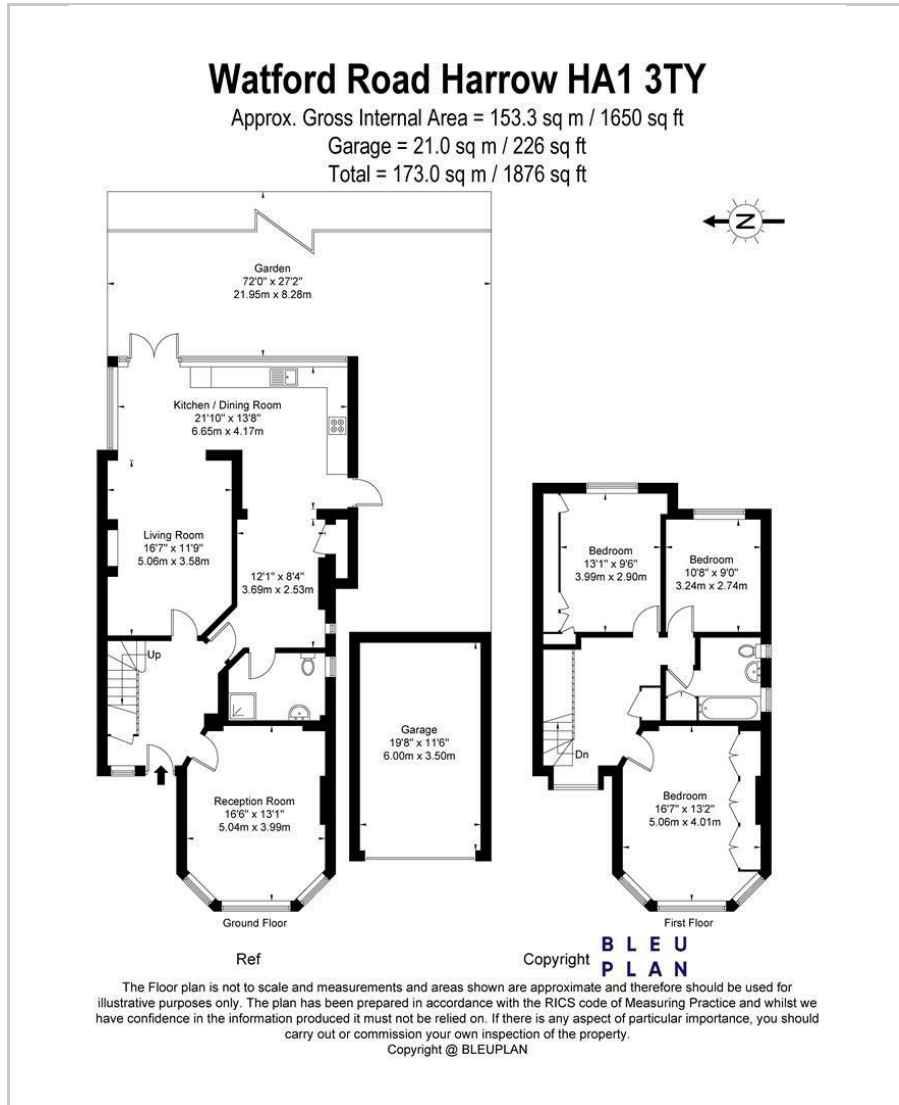 Watford Road Harrow HA1 3TY
Approx. Gross Internal Area = 153.3 sq m / 1650 sq ft
Garage = 21.0 sq m / 226 sq ft
Total = 173.0 sq m / 1876 sq ft
N
Garden
72'0" x 27'2"
21.95m x 8.28m
Kitchen / Dining Room
21'10" x 13'8"
6.65m x 4.17m
Living Room
16'7" x 11'9"
5.06m x 3.58m
12'1" x 8'4"
3.69m x 2.53m
Up
Reception Room
16'6" x 13'1"
5.04m x 3.99m
Garage
19'8" x 11'6"
6.00m x 3.50m
Ground Floor
Bedroom
13'1" x 9'6"
3.99m x 2.90m
Bedroom
10'8" x 9'0"
3.24m x 2.74m
Dn
Bedroom
16'7" x 13'2"
5.06m x 4.01m
First Floor
Ref
Copyright
BLEU
PLAN
The Floor plan is not to scale and measurements and areas shown are approximate and therefore should be used for
illustrative purposes only. The plan has been prepared in accordance with the RICS code of Measuring Practice and whilst we
have confidence in the information produced it must not be relied on. If there is any aspect of particular importance, you should
carry out or commission your own inspection of the property.
Copyright @ BLEUPLAN